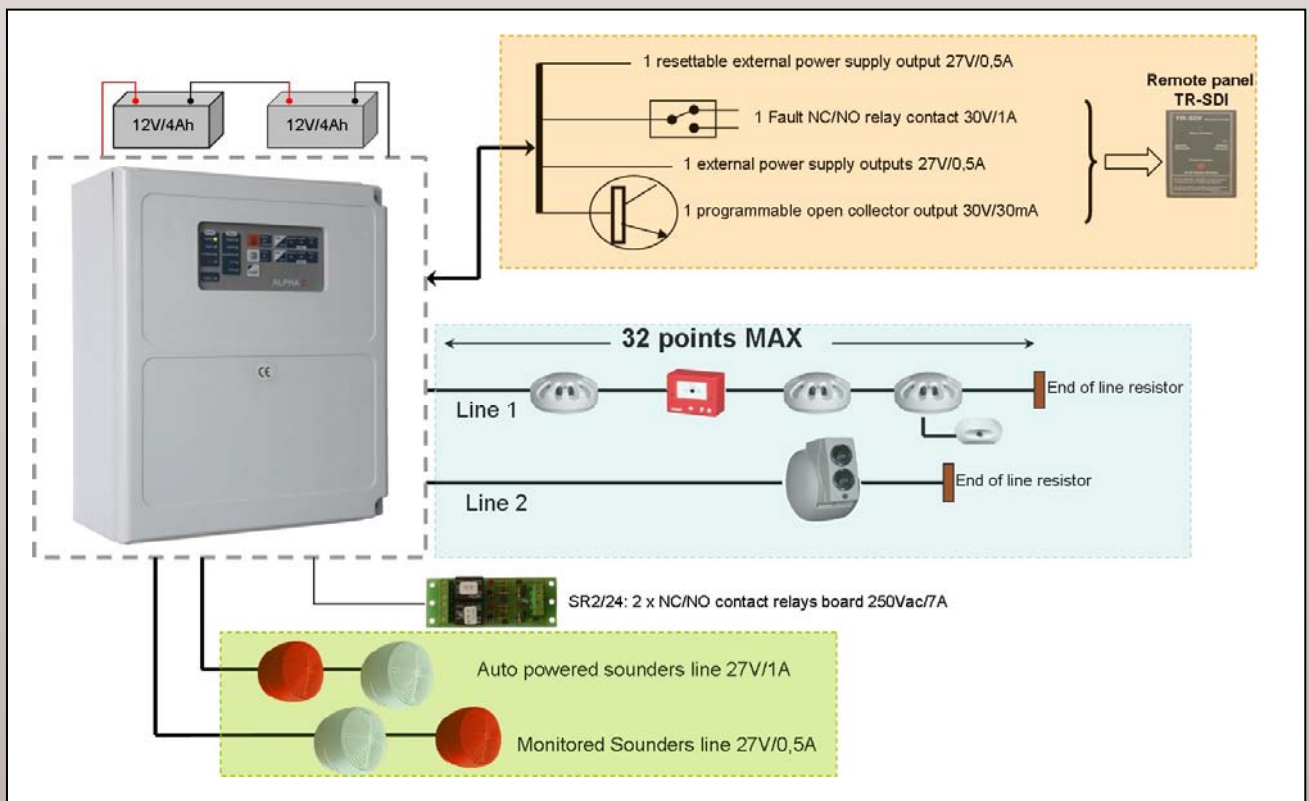 1 resettable external power supply output 27V/0,5A
Remote panel
TR-SDI
12V/4Ah
12V/4Ah
1 Fault NC/NO relay contact 30V/1A
1 external power supply outputs 27V/0,5A
1 programmable open collector output 30V/30mA
ALPHA 2
CE
32 points MAX
Line 1
End of line resistor
Line 2
End of line resistor
SR2/24: 2 x NC/NO contact relays board 250Vac/7A
Auto powered sounders line 27V/1A
Monitored Sounders line 27V/0,5A